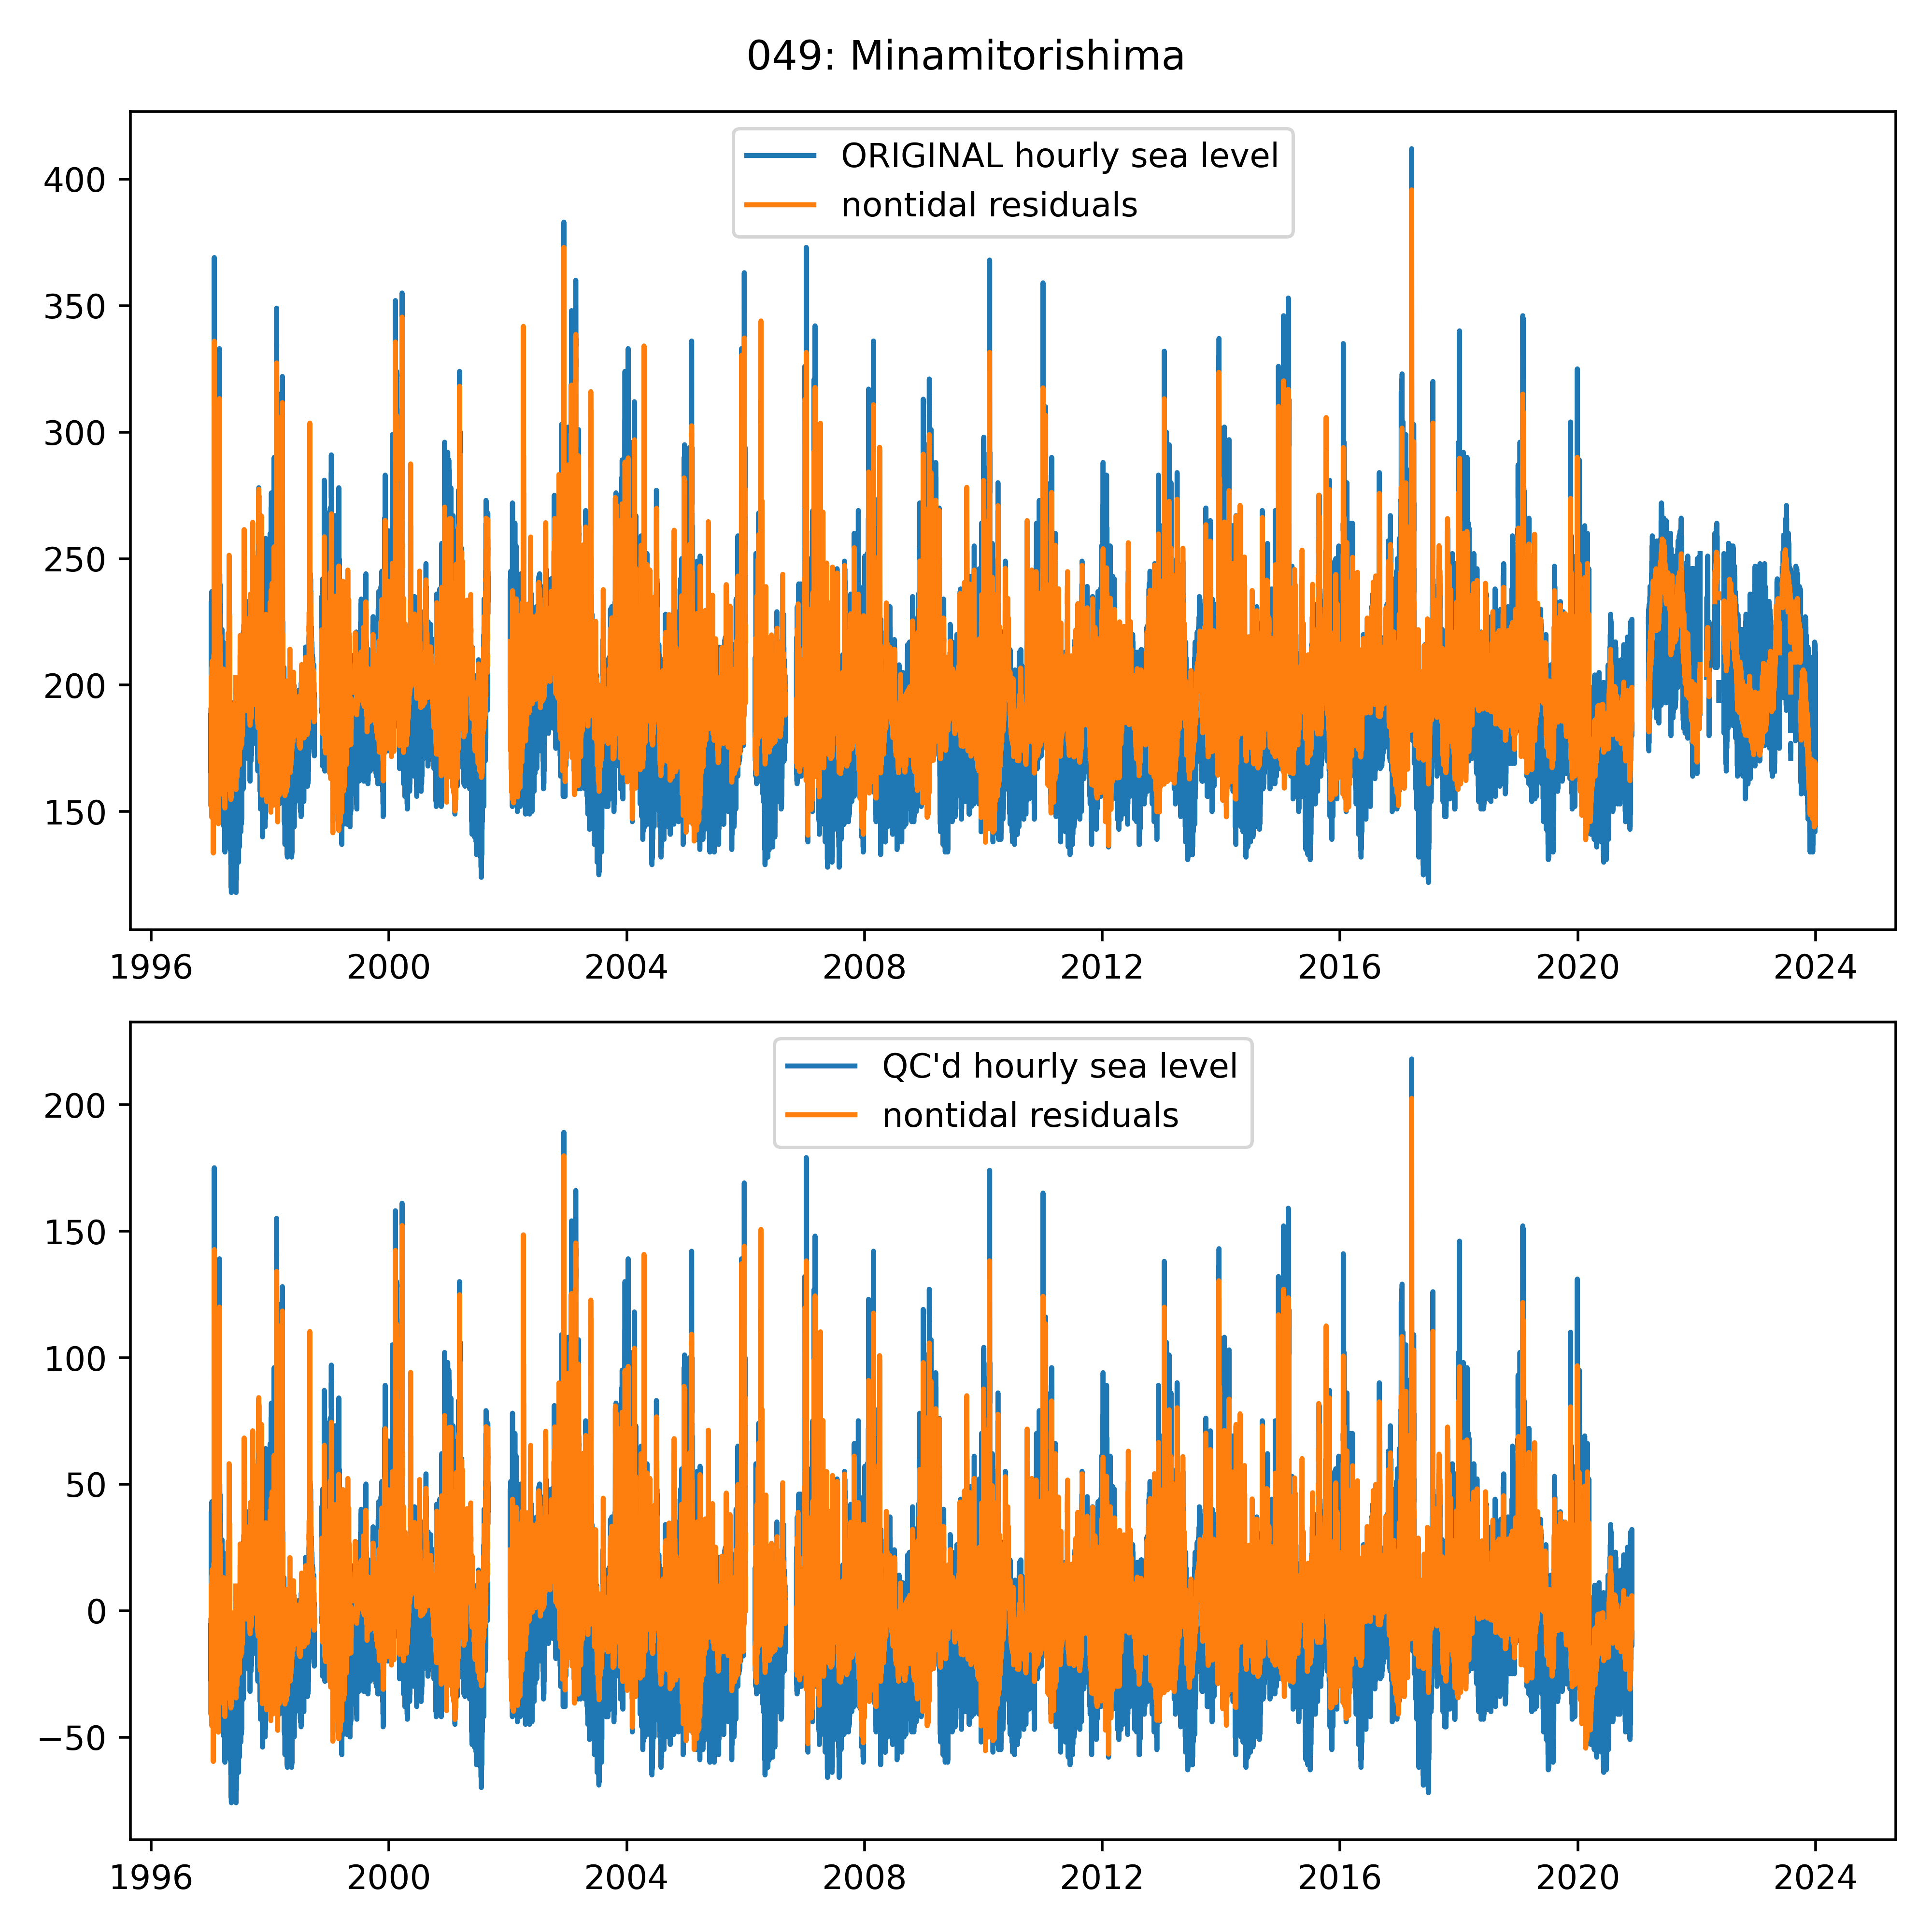 049: Minamitorishima
ORIGINAL hourly sea level
nontidal residuals
400
350
300
250
200
150
1996 2000 2004 2008 2012 2016 2020 2024
QC'd hourly sea level
nontidal residuals
200
150
100
50
0
−50
1996 2000 2004 2008 2012 2016 2020 2024